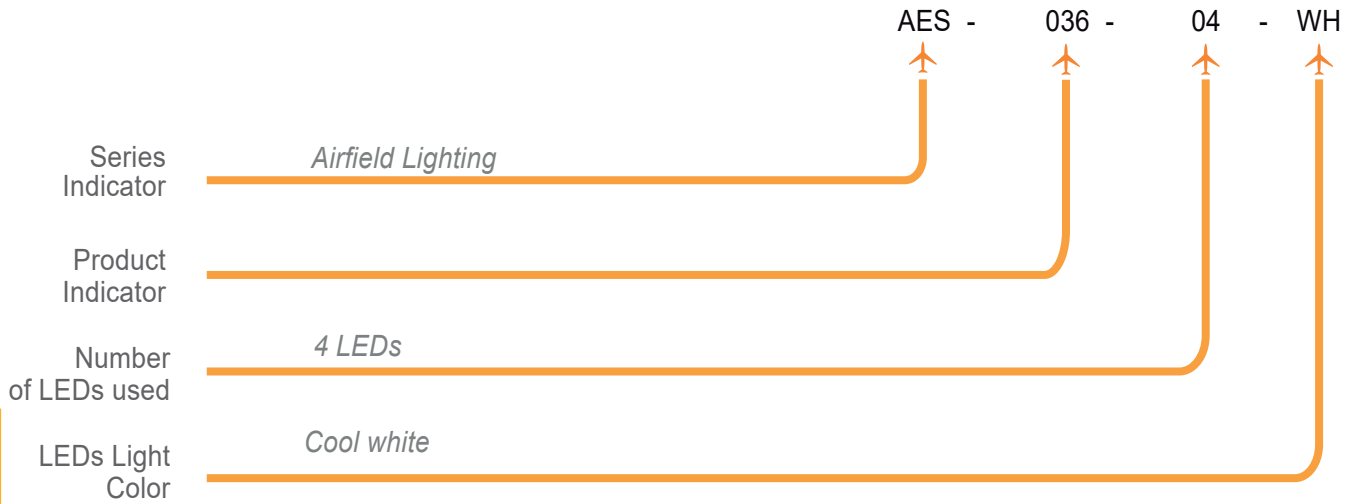 AES - 036 - 04 - WH
Series
Indicator
Airfield Lighting
Product
Indicator
Number
of LEDs used
4 LEDs
LEDs Light
Color
Cool white